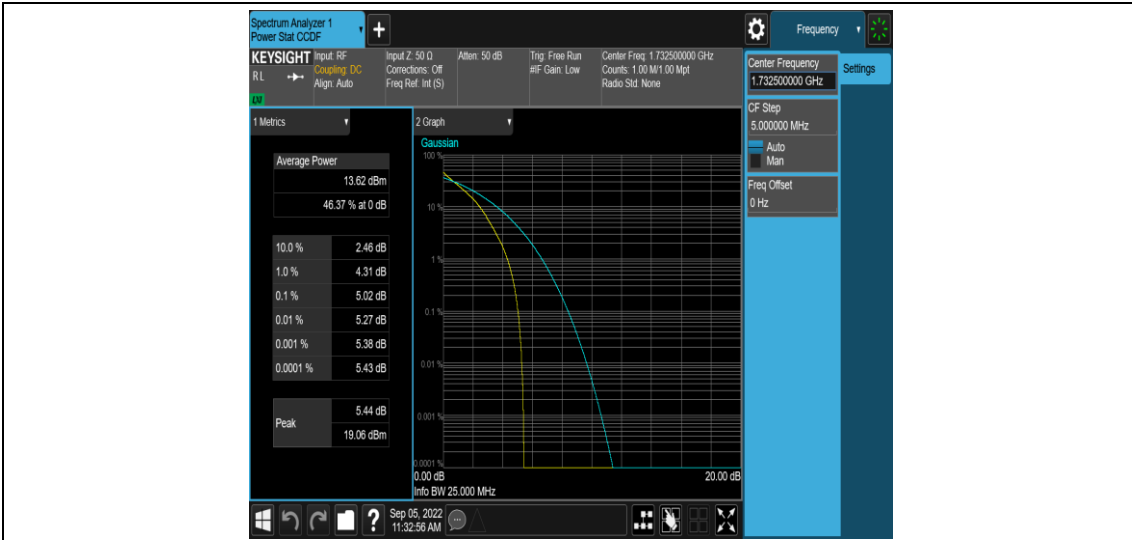 Spectrum Analyzer 1
Power Stat CCDF
+
Frequency
KEYSIGHT
RL
LXI
Input: RF
Coupling: DC
Align: Auto
Input Z: 50 Ω
Corrections: Off
Freq Ref: Int (S)
Atten: 50 dB
Trig: Free Run
#IF Gain: Low
Center Freq: 1.732500000 GHz
Counts: 1.00 M/1.00 Mpt
Radio Std: None
Center Frequency
1.732500000 GHz
Settings
CF Step
5.000000 MHz
Auto
Man
Freq Offset
0 Hz
1 Metrics
Average Power
13.62 dBm
46.37 % at 0 dB
10.0 % 2.46 dB
1.0 % 4.31 dB
0.1 % 5.02 dB
0.01 % 5.27 dB
0.001 % 5.38 dB
0.0001 % 5.43 dB
Peak
5.44 dB
19.06 dBm
2 Graph
Gaussian
100 %
10 %
1 %
0.1 %
0.01 %
0.001 %
0.0001 %
0.00 dB
20.00 dB
Info BW 25.000 MHz
?
Sep 05, 2022
11:32:56 AM